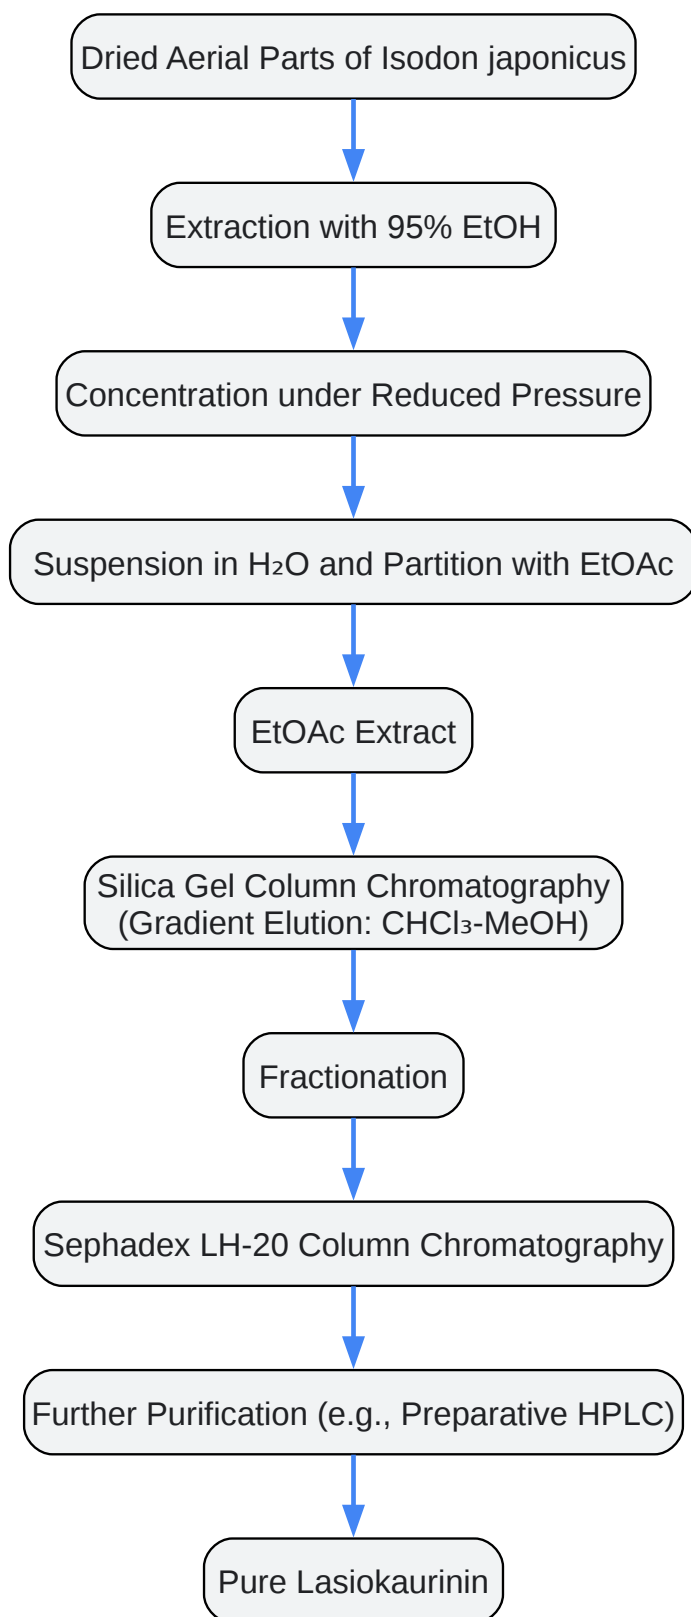 Dried Aerial Parts of Isodon japonicus
Extraction with 95% EtOH
Concentration under Reduced Pressure
Suspension in H₂O and Partition with EtOAc
EtOAc Extract
Silica Gel Column Chromatography
(Gradient Elution: CHCl₃-MeOH)
Fractionation
Sephadex LH-20 Column Chromatography
Further Purification (e.g., Preparative HPLC)
Pure Lasiokaurinin